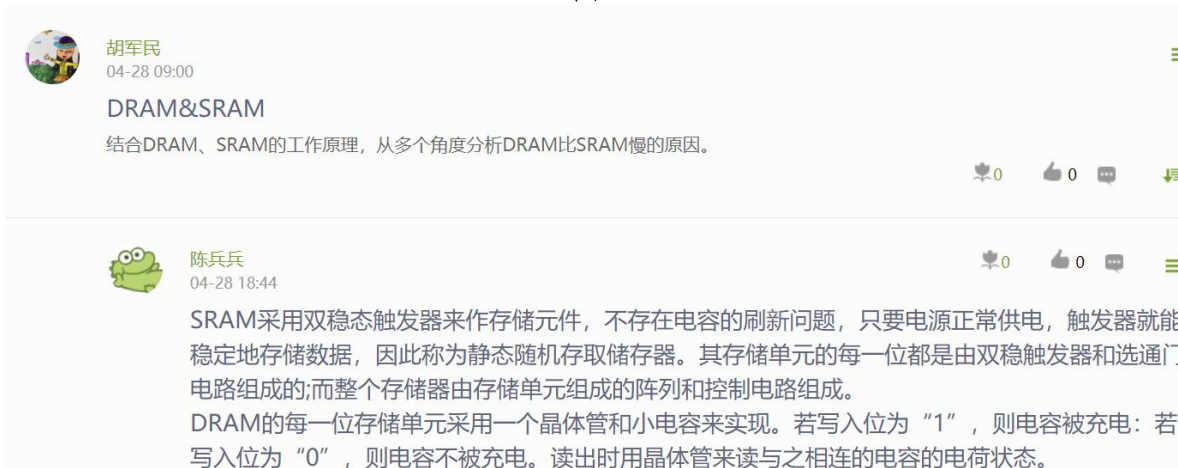 胡军民
04-28 09:00
DRAM&SRAM
结合DRAM、SRAM的工作原理，从多个角度分析DRAM比SRAM慢的原因。
0 0
陈兵兵
0 0
04-28 18:44
SRAM采用双稳态触发器来作存储元件，不存在电容的刷新问题，只要电源正常供电，触发器就能
稳定地存储数据，因此称为静态随机存取储存器。其存储单元的每一位都是由双稳触发器和选通门
电路组成的;而整个存储器由存储单元组成的阵列和控制电路组成。
DRAM的每一位存储单元采用一个晶体管和小电容来实现。若写入位为“1”，则电容被充电：若
写入位为“0”，则电容不被充电。读出时用晶体管来读与之相连的电容的电荷状态。